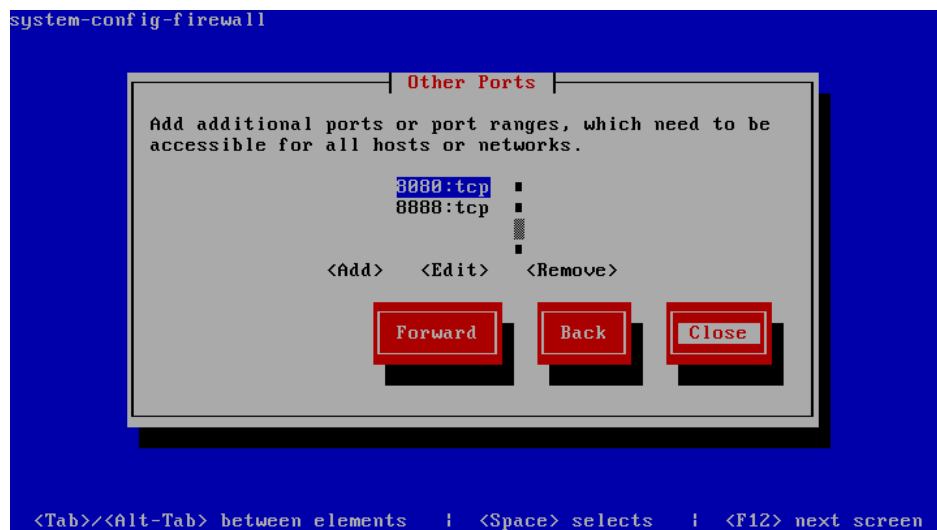 system-config-firewall
Other Ports
Add additional ports or port ranges, which need to be
accessible for all hosts or networks.
8080:tcp
8888:tcp
<Add> <Edit> <Remove>
Forward Back Close
<Tab>/<Alt-Tab> between elements | <Space> selects | <F12> next screen